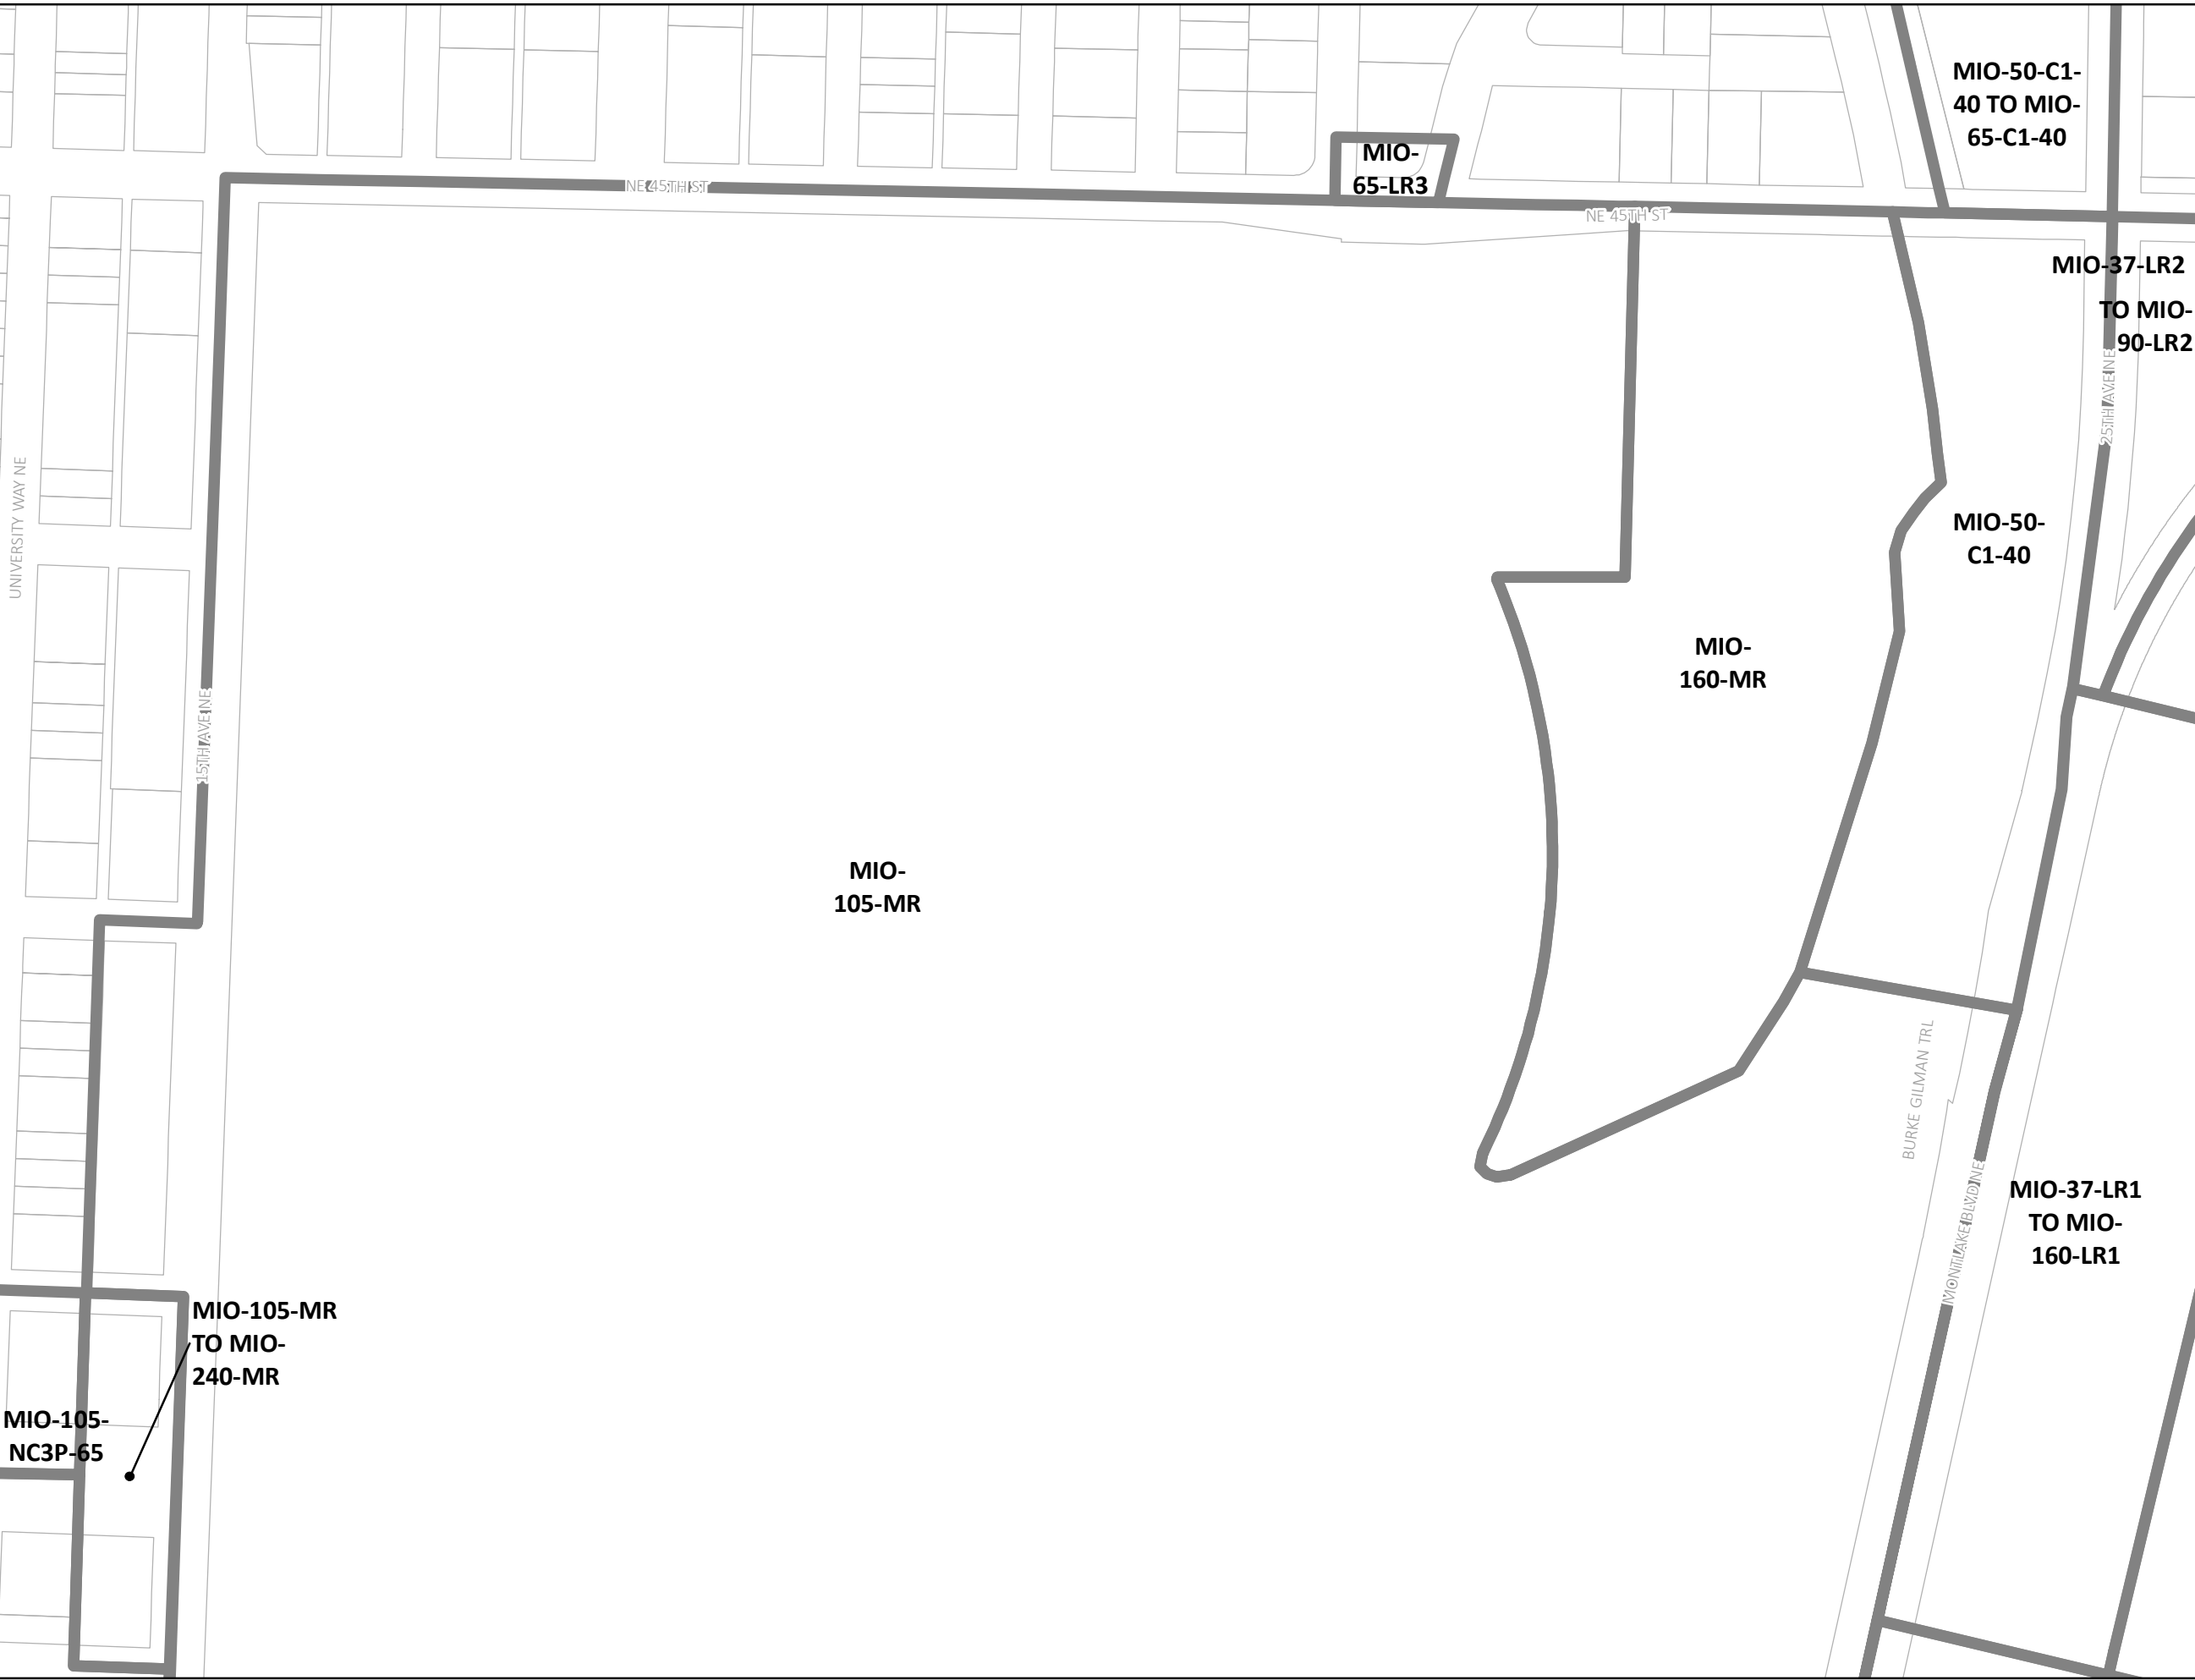 MIO-50-C1-
40 TO MIO-
65-C1-40
MIO-
65-LR3
NE 45TH ST
NE 45TH ST
MIO-37-LR2
TO MIO-
90-LR2
25TH AVE NE
UNIVERSITY WAY NE
MIO-50-
C1-40
MIO-
160-MR
15TH AVE NE
MIO-
105-MR
BURKE GILMAN TRL
MONTLAKE BLVD NE
MIO-37-LR1
TO MIO-
160-LR1
MIO-105-MR
TO MIO-
240-MR
MIO-105-
NC3P-65